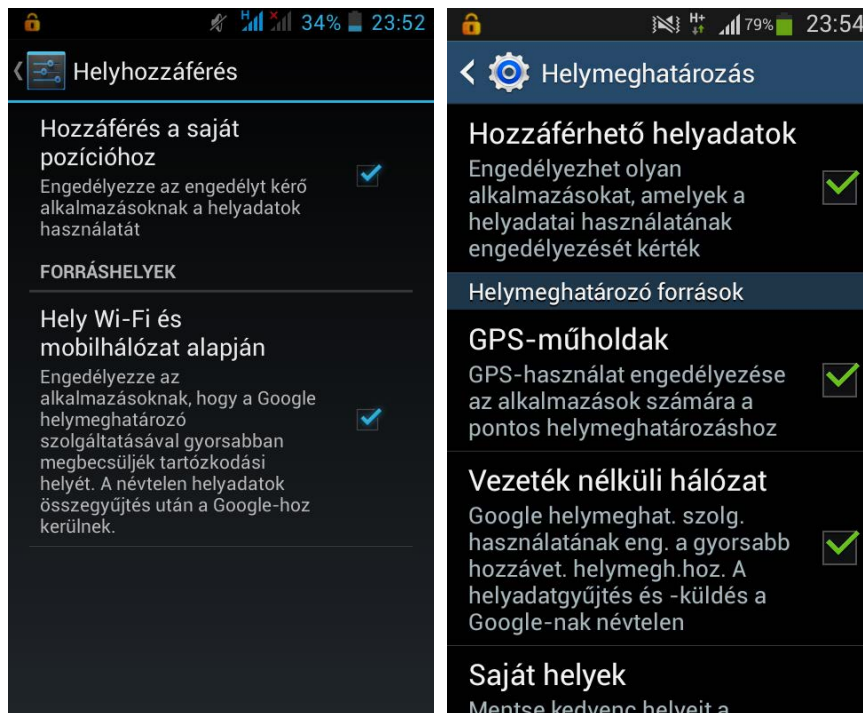 H 34% 23:52
Helyhozzáférés
Hozzáférés a saját
pozícióhoz
Engedélyezze az engedélyt kérő
alkalmazásoknak a helyadatok
használatát
FORRÁSHELYEK
Hely Wi-Fi és
mobilhálózat alapján
Engedélyezze az
alkalmazásoknak, hogy a Google
helymeghatározó
szolgáltatásával gyorsabban
megbecsüljék tartózkodási
helyét. A névtelen helyadatok
összegyűjtés után a Google-hoz
kerülnek.
H+ 79% 23:54
Helymeghatározás
Hozzáférhető helyadatok
Engedélyezhet olyan
alkalmazásokat, amelyek a
helyadatai használatának
engedélyezését kérték
Helymeghatározó források
GPS-műholdak
GPS-használat engedélyezése
az alkalmazások számára a
pontos helymeghatározáshoz
Vezeték nélküli hálózat
Google helymeghat. szolg.
használatának eng. a gyorsabb
hozzávet. helymegh.hoz. A
helyadatgyűjtés és -küldés a
Google-nak névtelen
Saját helyek
Mentse kedvenc helyeit a